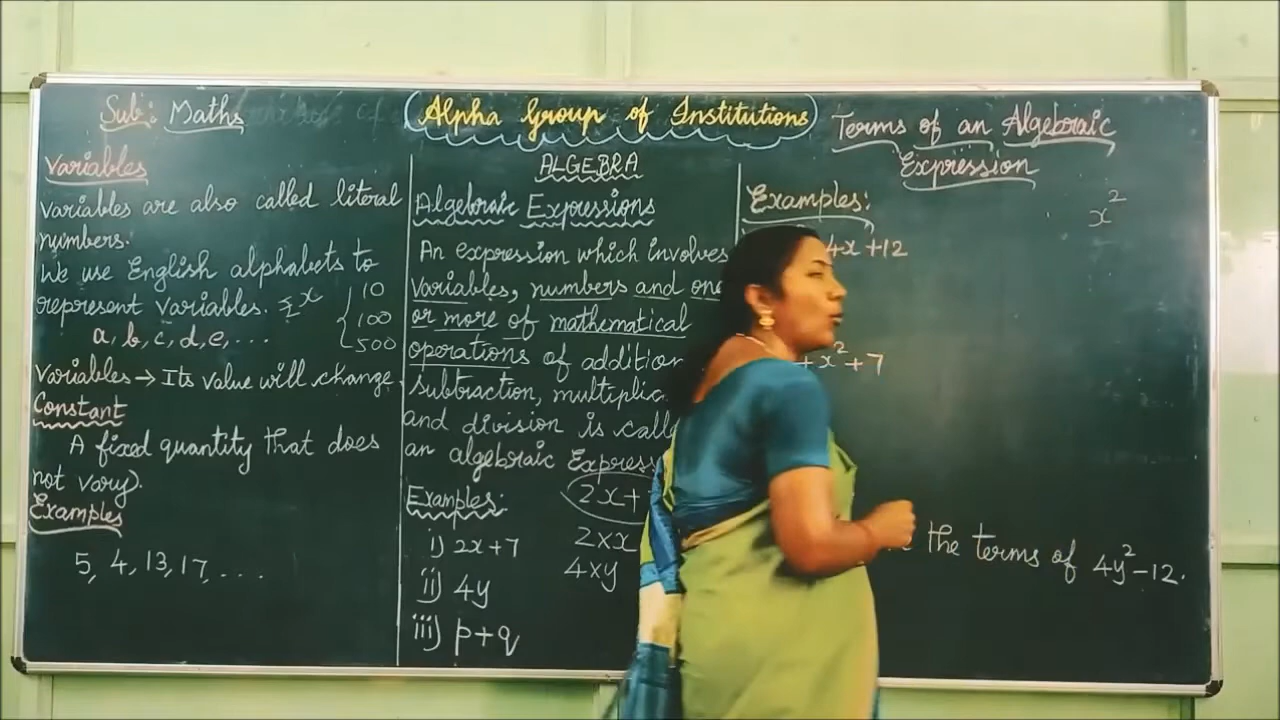 Sub: Maths
Alpha Group of Institutions
Variables
Variables are also called literal
numbers.
We use English alphabets to
represent variables. x
10
100
500
a, b, c, d, e, ...
Variables → Its value will change.
Constant
A fixed quantity that does
not vary.
Examples
5, 4, 13, 17, ...
ALGEBRA
Algebraic Expressions
An expression which involves
variables, numbers and one
or more of mathematical
operations of addition
subtraction, multiplic
and division is call
an algebraic Express
Examples:
2x+
i) 2x+7
2×x
ii) 4y
4×y
iii) p+q
Terms of an Algebraic
Expression
Examples:
x²
4x+12
+x²+7
the terms of 4y²-12.